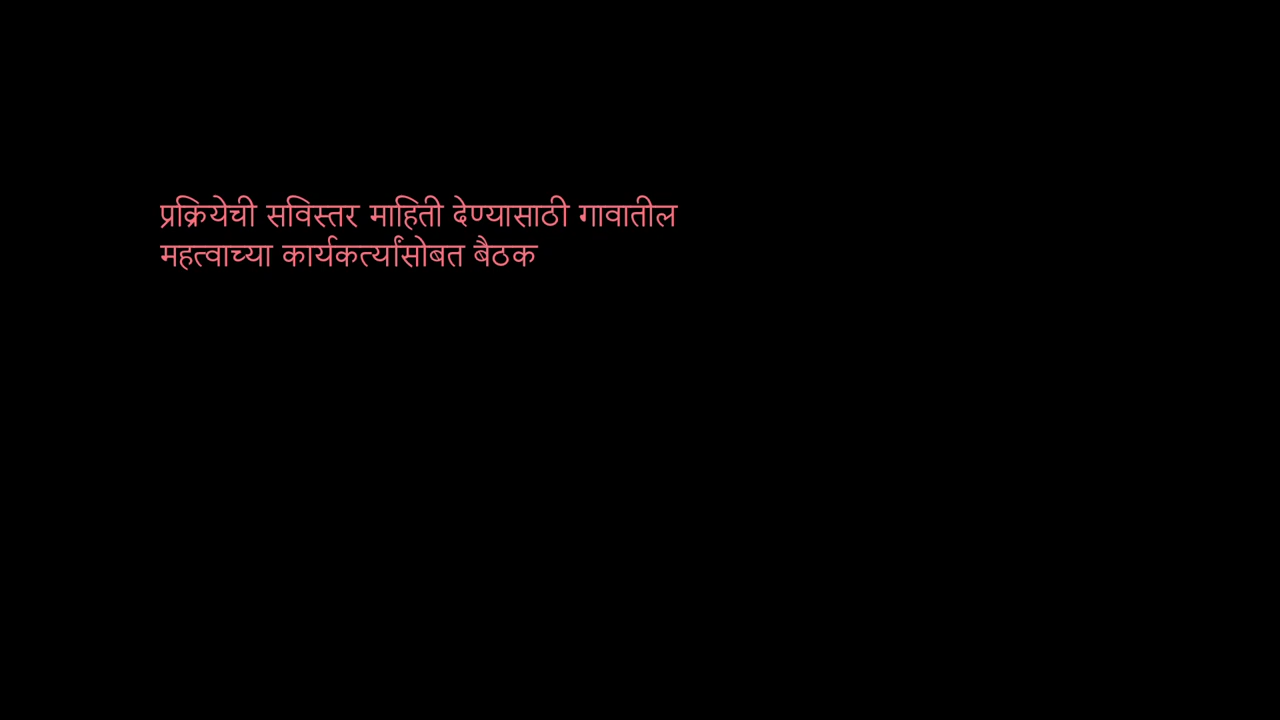 प्रक्रियेची सविस्तर माहिती देण्यासाठी गावातील
महत्वाच्या कार्यकर्त्यांसोबत बैठक